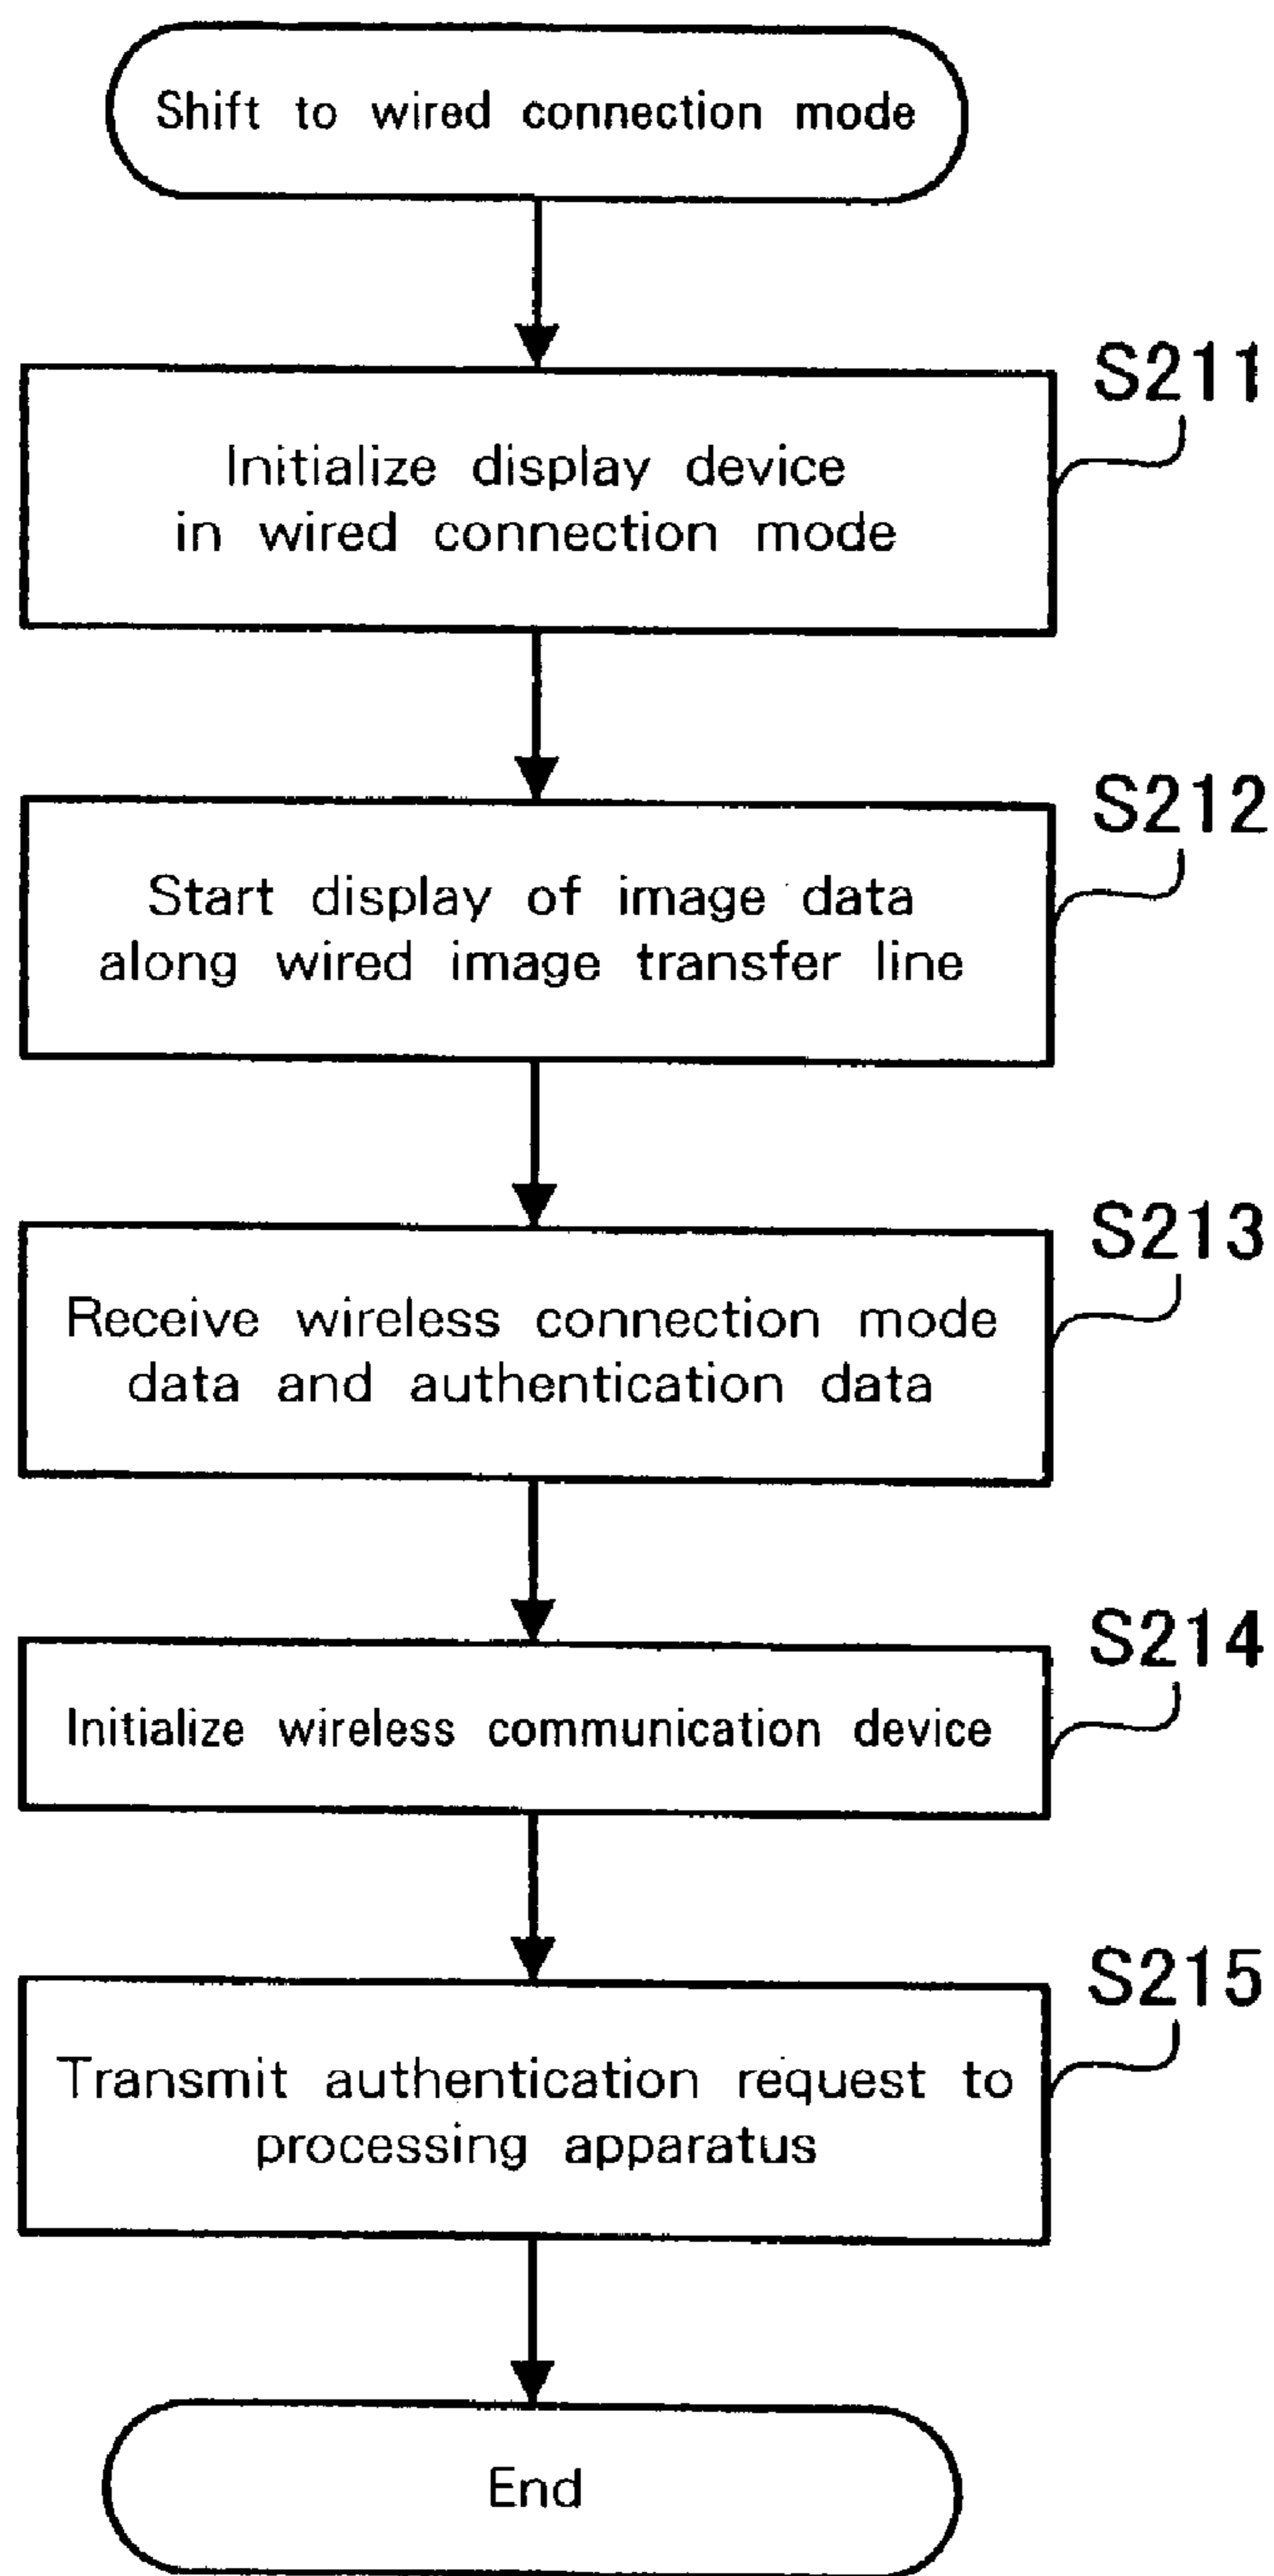 Shift to wired connection mode
S211
Initialize display device
in wired connection mode
S212
Start display of image data
along wired image transfer line
S213
Receive wireless connection mode
data and authentication data
S214
Initialize wireless communication device
S215
Transmit authentication request to
processing apparatus
End